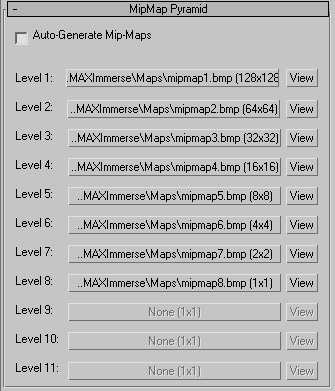 - MipMap Pyramid
Auto-Generate Mip-Maps
Level 1: .MAXImmerse\Maps\mipmap1.bmp (128x128 View
Level 2: ..MAXImmerse\Maps\mipmap2.bmp (64x64) View
Level 3: ..MAXImmerse\Maps\mipmap3.bmp (32x32) View
Level 4: ..MAXImmerse\Maps\mipmap4.bmp (16x16) View
Level 5: ..MAXImmerse\Maps\mipmap5.bmp (8x8) View
Level 6: ..MAXImmerse\Maps\mipmap6.bmp (4x4) View
Level 7: ..MAXImmerse\Maps\mipmap7.bmp (2x2) View
Level 8: ..MAXImmerse\Maps\mipmap8.bmp (1x1) View
Level 9: None (1x1) View
Level 10: None (1x1) View
Level 11: None (1x1) View